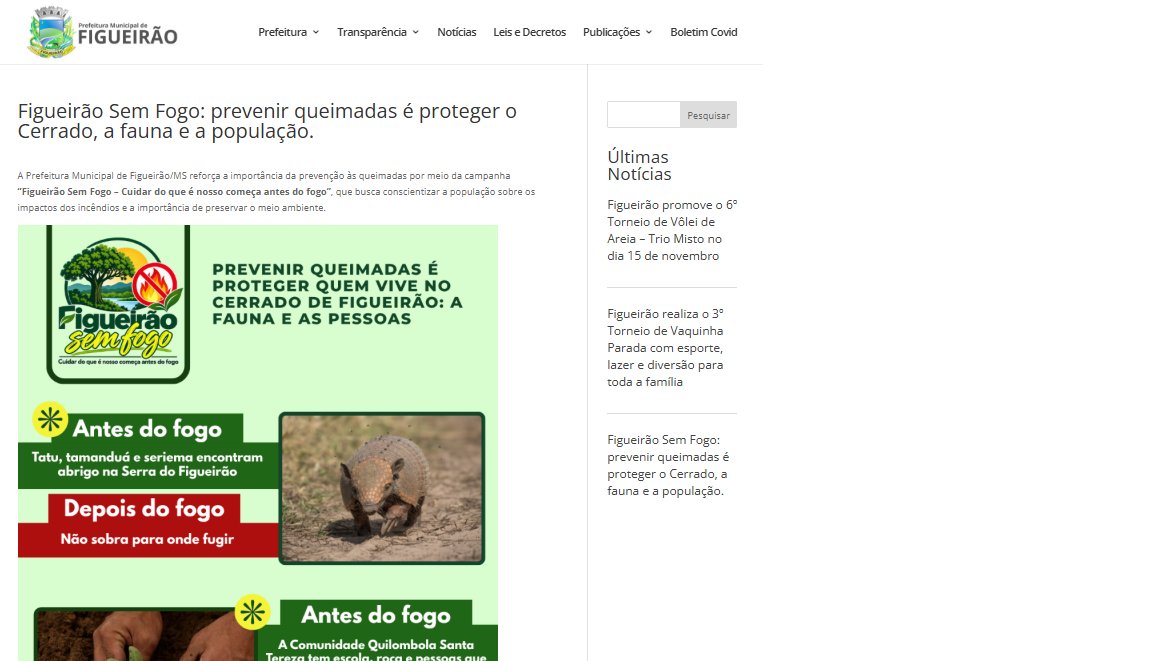 Prefeitura Municipal de
FIGUEIRÃO
Prefeitura
Transparência
Notícias
Leis e Decretos
Publicações
Boletim Covid
Figueirão Sem Fogo: prevenir queimadas é proteger o
Cerrado, a fauna e a população.
A Prefeitura Municipal de Figueirão/MS reforça a importância da prevenção às queimadas por meio da campanha
“Figueirão Sem Fogo – Cuidar do que é nosso começa antes do fogo”, que busca conscientizar a população sobre os
impactos dos incêndios e a importância de preservar o meio ambiente.
Figueirão
sem fogo
Cuidar do que é nosso começa antes do fogo
PREVENIR QUEIMADAS É
PROTEGER QUEM VIVE NO
CERRADO DE FIGUEIRÃO: A
FAUNA E AS PESSOAS
Antes do fogo
Tatu, tamanduá e seriema encontram
abrigo na Serra do Figueirão
Depois do fogo
Não sobra para onde fugir
Antes do fogo
A Comunidade Quilombola Santa
Tereza tem escola, roça e pessoas que
Pesquisar
Últimas
Notícias
Figueirão promove o 6º
Torneio de Vôlei de
Areia – Trio Misto no
dia 15 de novembro
Figueirão realiza o 3º
Torneio de Vaquinha
Parada com esporte,
lazer e diversão para
toda a família
Figueirão Sem Fogo:
prevenir queimadas é
proteger o Cerrado, a
fauna e a população.